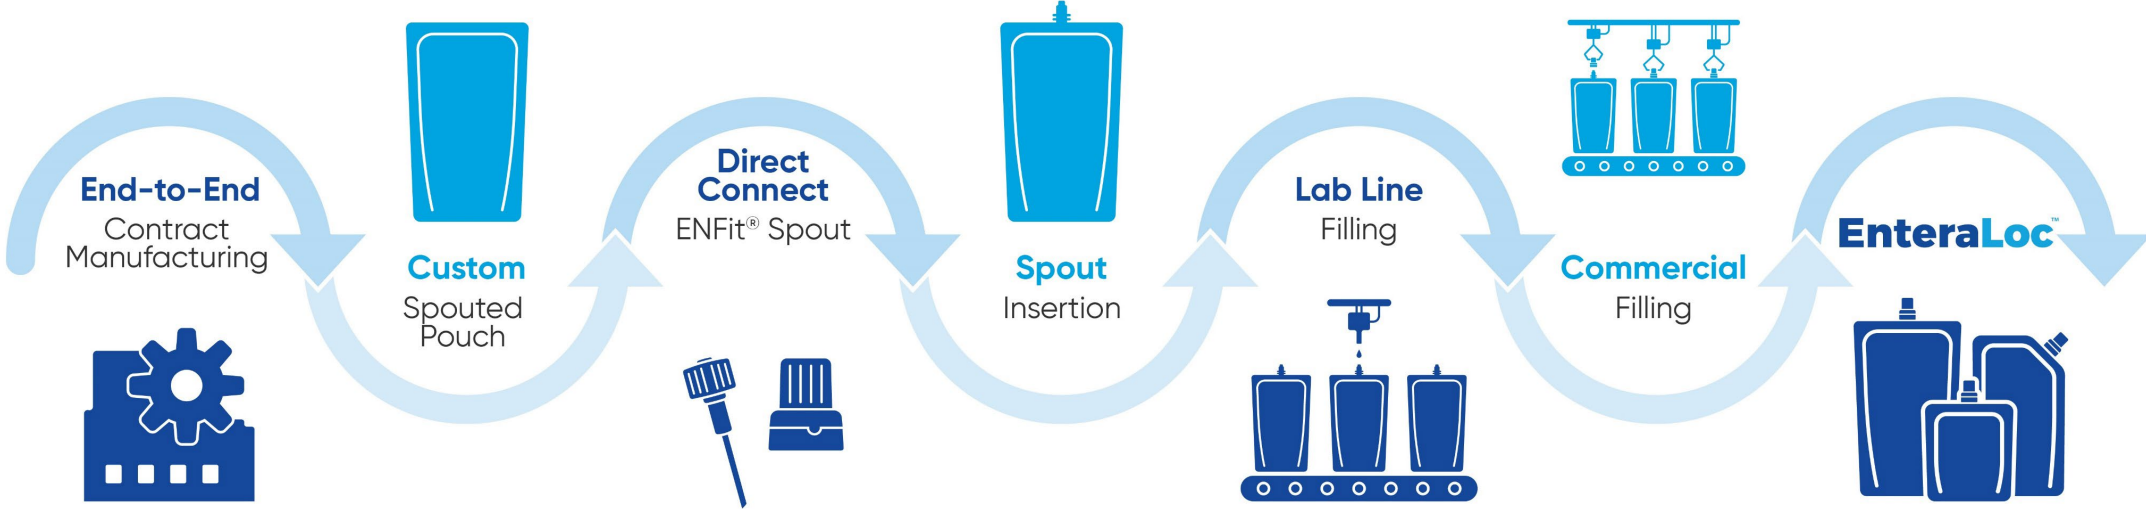 End-to-End
Contract
Manufacturing
Custom
Spouted
Pouch
Direct
Connect
ENFit® Spout
Spout
Insertion
Lab Line
Filling
Commercial
Filling
EnteraLoc™